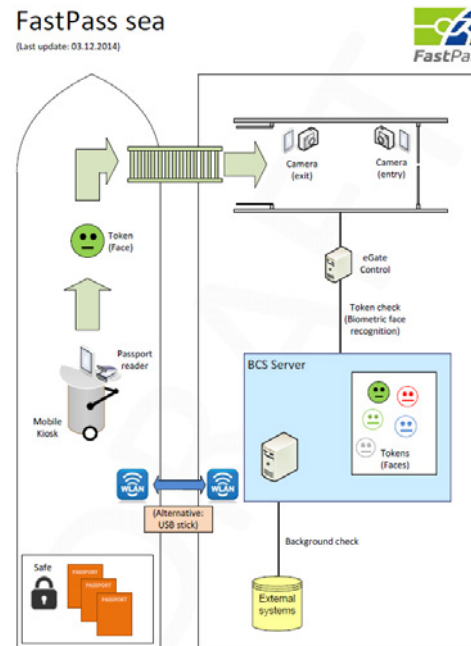 FastPass sea
(Last update: 03.12.2014)
FastPas
Camera
(exit)
Camera
(entry)
Token
(Face)
eGate
Control
Token check
(Biometric face
recognition)
Passport
reader
BCS Server
Mobile
Kiosk
Tokens
(Faces)
WLAN
WLAN
(Alternative:
USB stick)
Background check
Safe
PASSPORT
PASSPORT
PASSPORT
External
systems
DRAFT